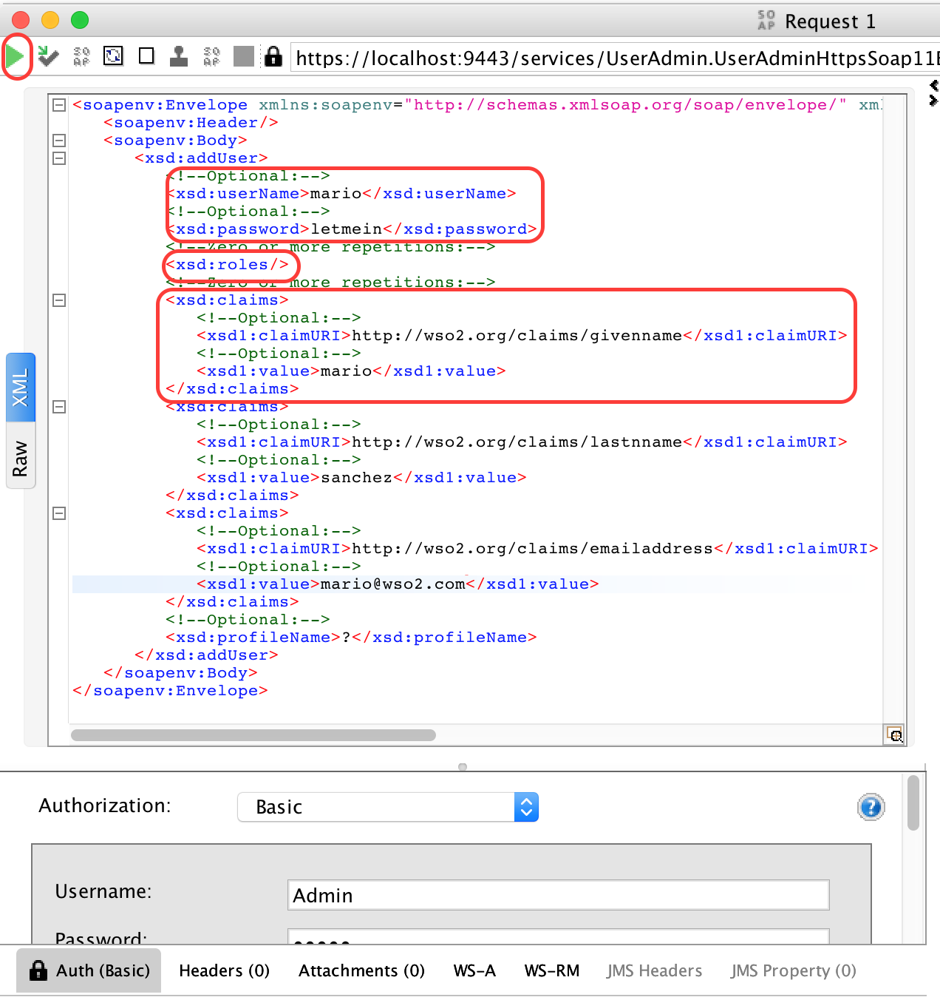 SO
AP Request 1
SO
AP
SO
AP
https://localhost:9443/services/UserAdmin.UserAdminHttpsSoap11E
<soapenv:Envelope xmlns:soapenv="http://schemas.xmlsoap.org/soap/envelope/" xml
<soapenv:Header/>
<soapenv:Body>
<xsd:addUser>
<!--Optional:-->
<xsd:userName>mario</xsd:userName>
<!--Optional:-->
<xsd:password>letmein</xsd:password>
<!--Zero or more repetitions:-->
<xsd:roles/>
<!--Zero or more repetitions:-->
<xsd:claims>
<!--Optional:-->
<xsd1:claimURI>http://wso2.org/claims/givenname</xsd1:claimURI>
<!--Optional:-->
<xsd1:value>mario</xsd1:value>
</xsd:claims>
<xsd:claims>
<!--Optional:-->
<xsd1:claimURI>http://wso2.org/claims/lastnname</xsd1:claimURI>
<!--Optional:-->
<xsd1:value>sanchez</xsd1:value>
</xsd:claims>
<xsd:claims>
<!--Optional:-->
<xsd1:claimURI>http://wso2.org/claims/emailaddress</xsd1:claimURI>
<!--Optional:-->
<xsd1:value>mario@wso2.com</xsd1:value>
</xsd:claims>
<!--Optional:-->
<xsd:profileName>?</xsd:profileName>
</xsd:addUser>
</soapenv:Body>
</soapenv:Envelope>
XML
Raw
Authorization: Basic
Username: Admin
Password:
Auth (Basic) Headers (0) Attachments (0) WS-A WS-RM JMS Headers JMS Property (0)